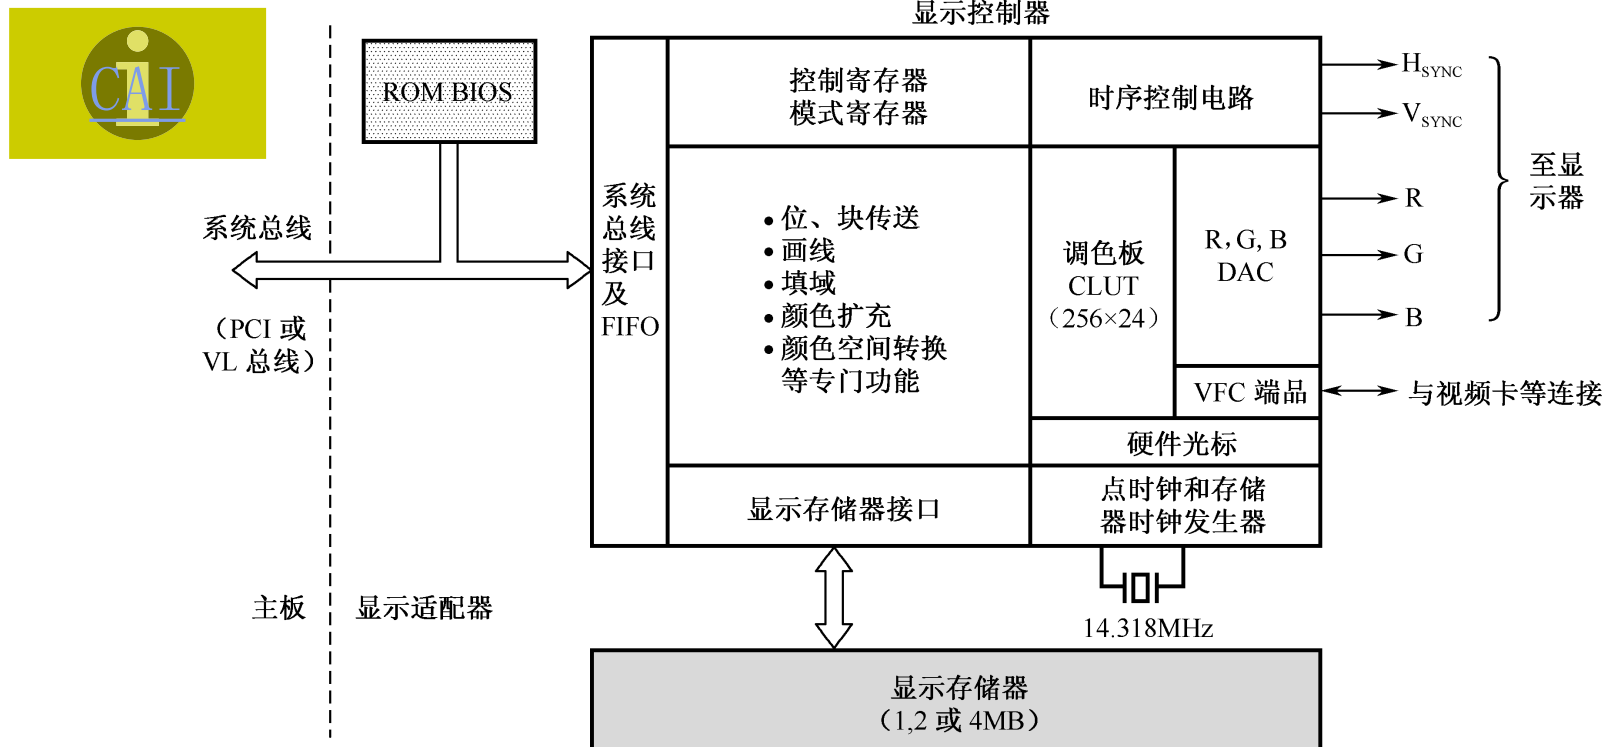 显示控制器
CAI
ROM BIOS
控制寄存器
模式寄存器
时序控制电路
HSYNC
VSYNC
至显
示器
R
G
B
系统总线
（PCI 或
VL 总线）
系统
总线
接口
及
FIFO
●位、块传送
●画线
●填域
●颜色扩充
●颜色空间转换
等专门功能
调色板
CLUT
（256×24）
R，G, B
DAC
VFC 端品
与视频卡等连接
硬件光标
显示存储器接口
点时钟和存储
器时钟发生器
主板
显示适配器
14.318MHz
显示存储器
（1,2 或 4MB）